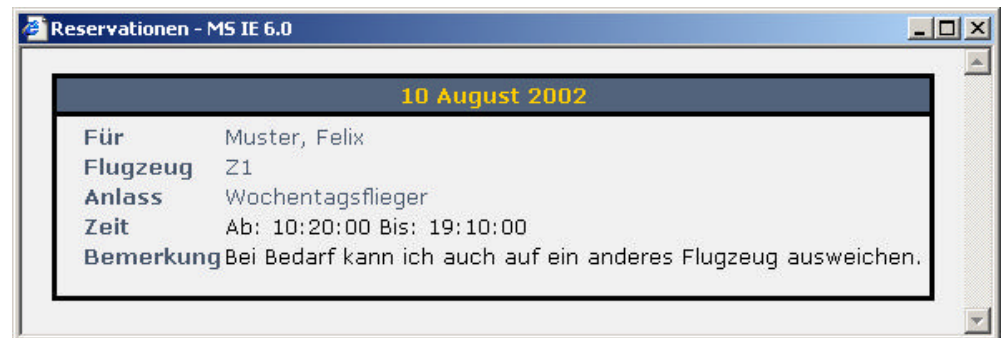 Reservationen - MS IE 6.0
10 August 2002
Für Muster, Felix
Flugzeug Z1
Anlass Wochentagsflieger
Zeit Ab: 10:20:00 Bis: 19:10:00
Bemerkung Bei Bedarf kann ich auch auf ein anderes Flugzeug ausweichen.